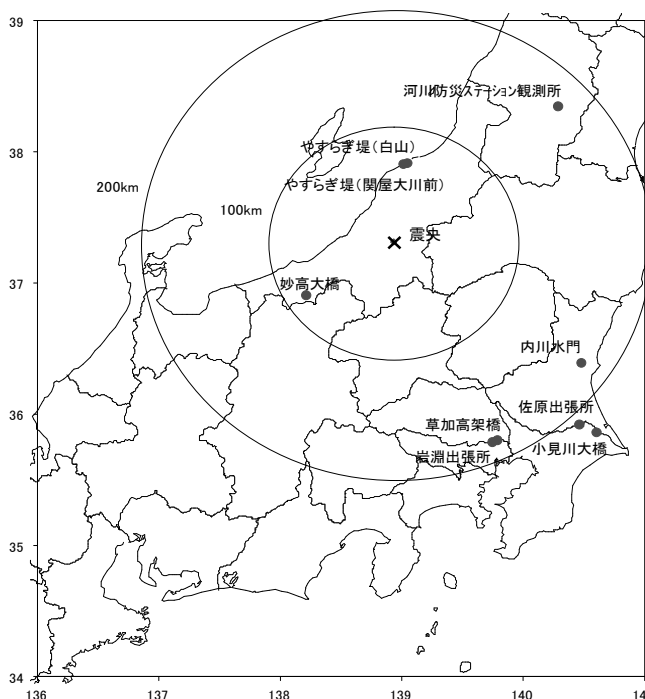 39
河川防災ステーション観測所
38
やすらぎ堤(白山)
やすらぎ堤(関屋大川前)
200km
100km
震央
37
妙高大橋
内川水門
36
佐原出張所
草加高架橋
小見川大橋
岩淵出張所
35
34
136
137
138
139
140